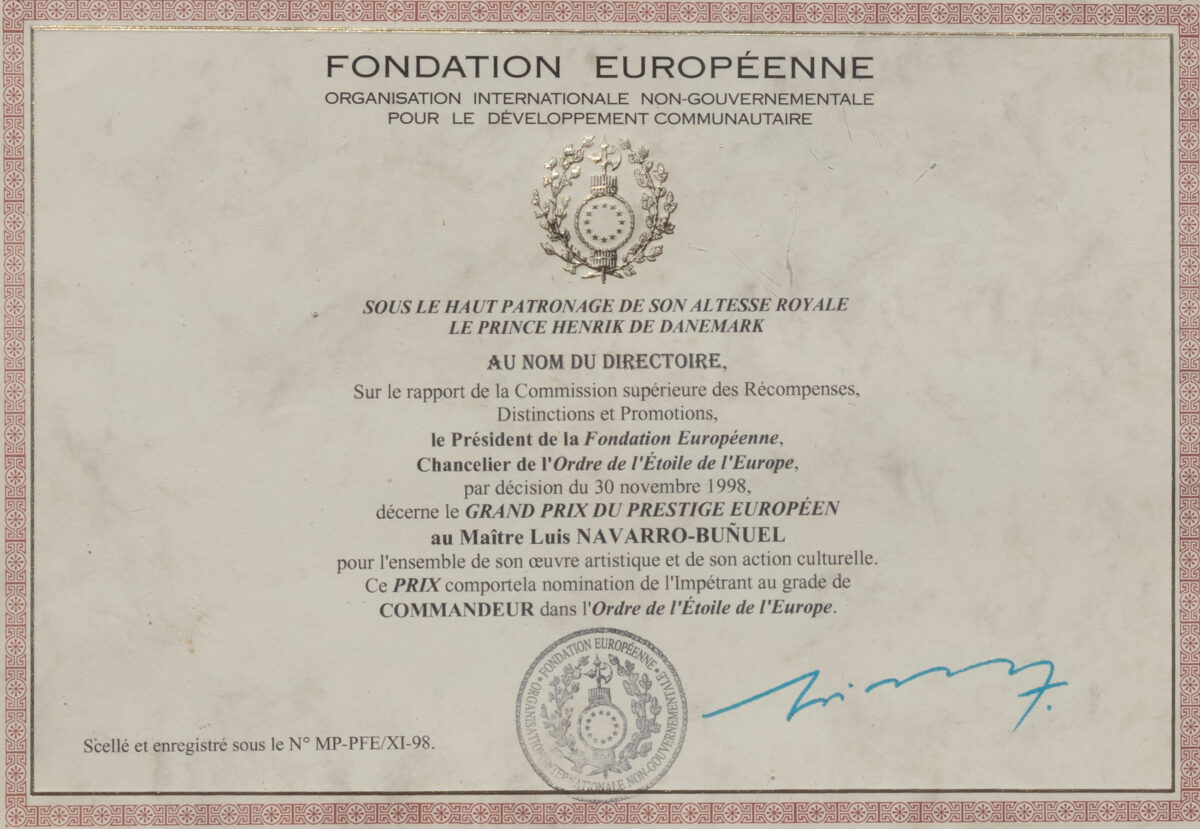 FONDATION EUROPÉENNE
ORGANISATION INTERNATIONALE NON-GOUVERNEMENTALE
POUR LE DÉVELOPPEMENT COMMUNAUTAIRE
SOUS LE HAUT PATRONAGE DE SON ALTESSE ROYALE
LE PRINCE HENRIK DE DANEMARK
AU NOM DU DIRECTOIRE,
Sur le rapport de la Commission supérieure des Récompenses,
Distinctions et Promotions,
le Président de la Fondation Européenne,
Chancelier de l'Ordre de l'Étoile de l'Europe,
par décision du 30 novembre 1998,
décerne le GRAND PRIX DU PRESTIGE EUROPÉEN
au Maître Luis NAVARRO-BUÑUEL
pour l'ensemble de son œuvre artistique et de son action culturelle.
Ce PRIX comportela nomination de l'Impétrant au grade de
COMMANDEUR dans l'Ordre de l'Étoile de l'Europe.
FONDATION EUROPÉENNE
ORGANISATION INTERNATIONALE NON-GOUVERNEMENTALE
Scellé et enregistré sous le N° MP-PFE/XI-98.